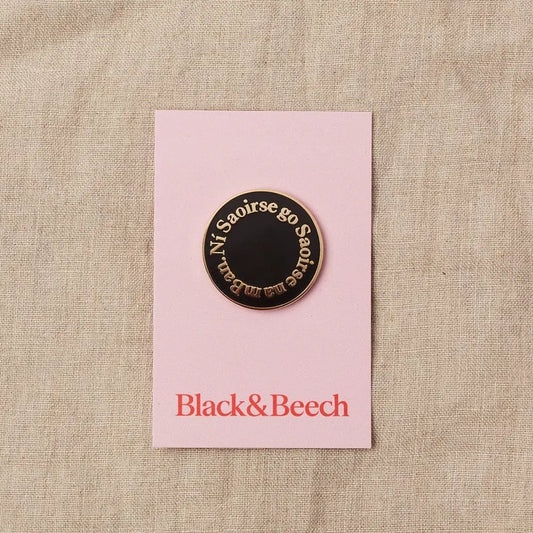 Ní Saoirse go Saoirse na mBan.
Black&Beech